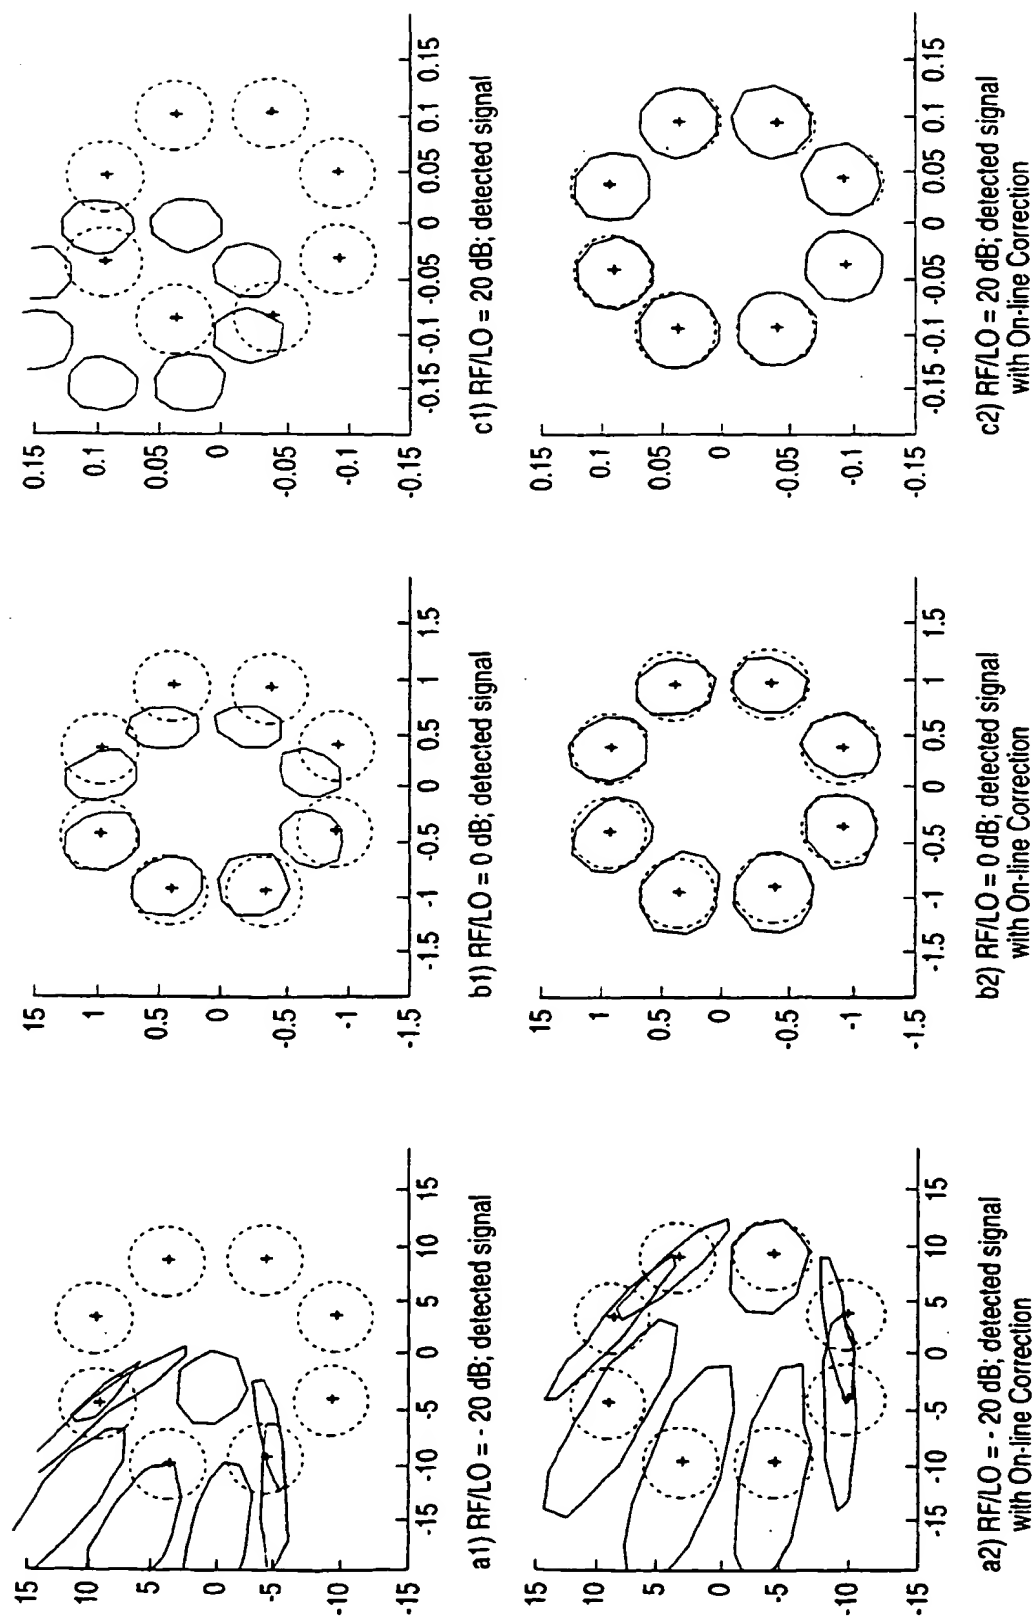 15
10
5
0
-5
-10
-15
-15 -10 -5 0 5 10 15
a1) RF/LO = - 20 dB; detected signal
15
1
0.5
0
-0.5
-1
-1.5
-1.5 -1 -0.5 0 0.5 1 1.5
b1) RF/LO = 0 dB; detected signal
0.15
0.1
0.05
0
-0.05
-0.1
-0.15
-0.15 -0.1 -0.05 0 0.05 0.1 0.15
c1) RF/LO = 20 dB; detected signal
15
10
5
0
-5
-10
-15
-15 -10 -5 0 5 10 15
a2) RF/LO = - 20 dB; detected signal
with On-line Correction
15
1
0.5
0
-0.5
-1
-1.5
-1.5 -1 -0.5 0 0.5 1 1.5
b2) RF/LO = 0 dB; detected signal
with On-line Correction
0.15
0.1
0.05
0
-0.05
-0.1
-0.15
-0.15 -0.1 -0.05 0 0.05 0.1 0.15
c2) RF/LO = 20 dB; detected signal
with On-line Correction